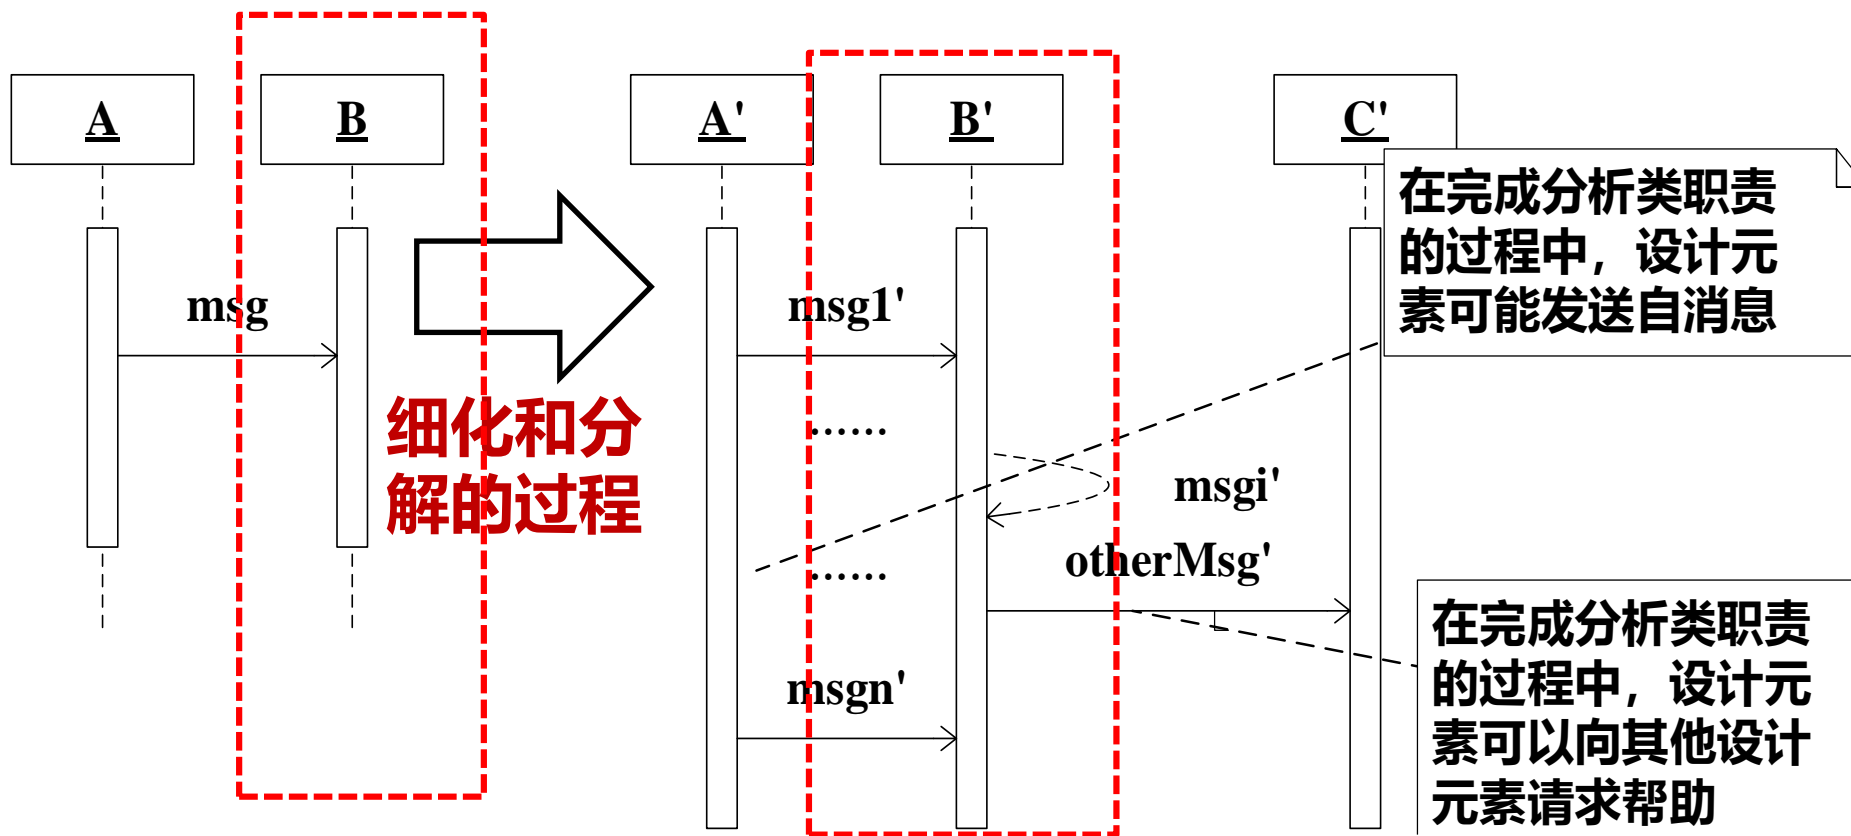 A
B
A'
B'
C'
msg
细化和分
解的过程
msg1'
……
msgi'
……
otherMsg'
msgn'
在完成分析类职责
的过程中，设计元
素可能发送自消息
在完成分析类职责
的过程中，设计元
素可以向其他设计
元素请求帮助